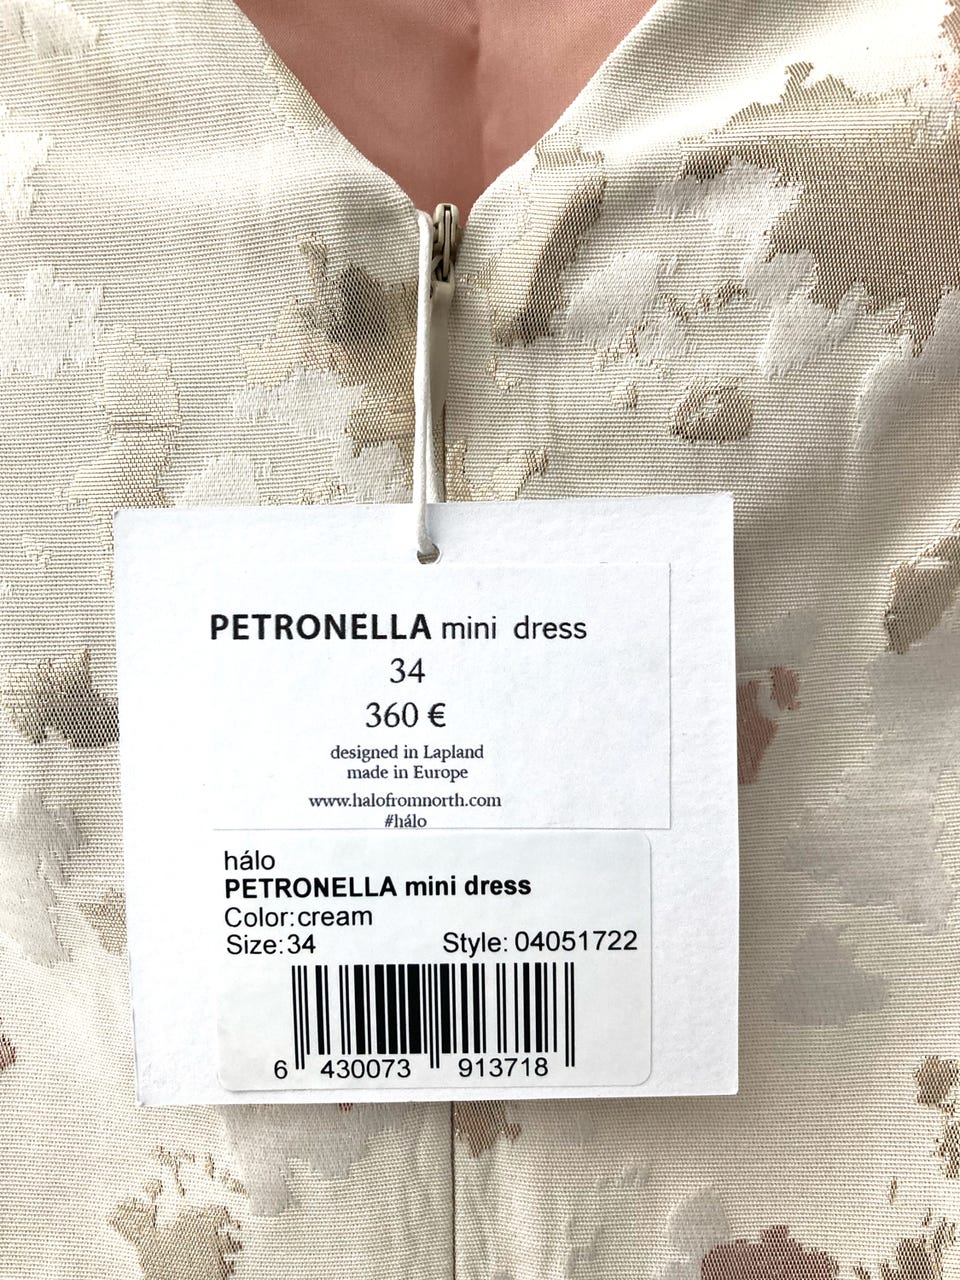 PETRONELLA mini dress
34
360 €
designed in Lapland
made in Europe
www.halofromnorth.com
#hálo
hálo
PETRONELLA mini dress
Color:cream
Size:34 Style: 04051722
6 430073 913718